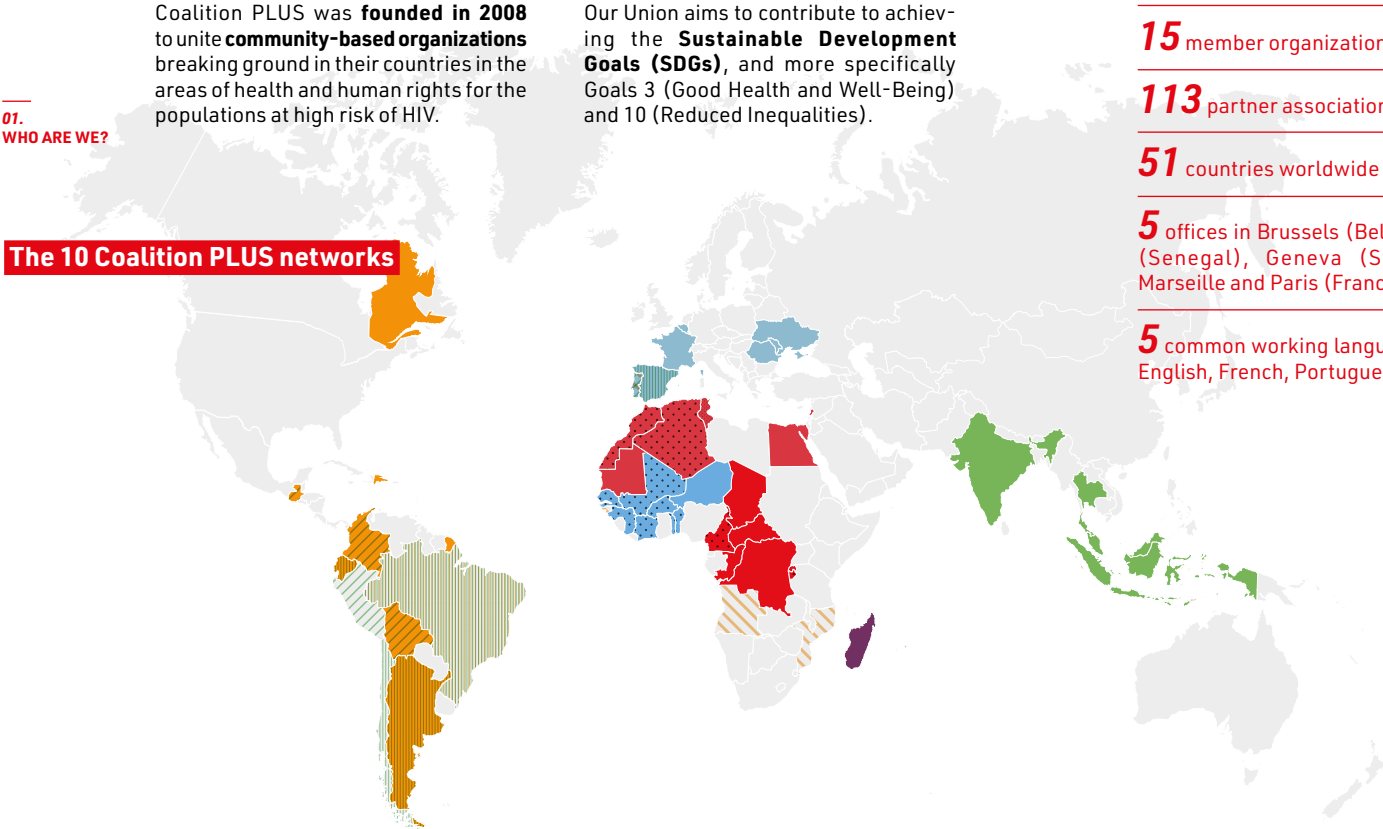 Coalition PLUS was founded in 2008
to unite community-based organizations
breaking ground in their countries in the
areas of health and human rights for the
populations at high risk of HIV.
Our Union aims to contribute to achiev-
ing the Sustainable Development
Goals (SDGs), and more specifically
Goals 3 (Good Health and Well-Being)
and 10 (Reduced Inequalities).
01.
WHO ARE WE?
The 10 Coalition PLUS networks
15 member organization
113 partner association
51 countries worldwide
5 offices in Brussels (Bel
(Senegal), Geneva (S
Marseille and Paris (Franc
5 common working langu
English, French, Portugue